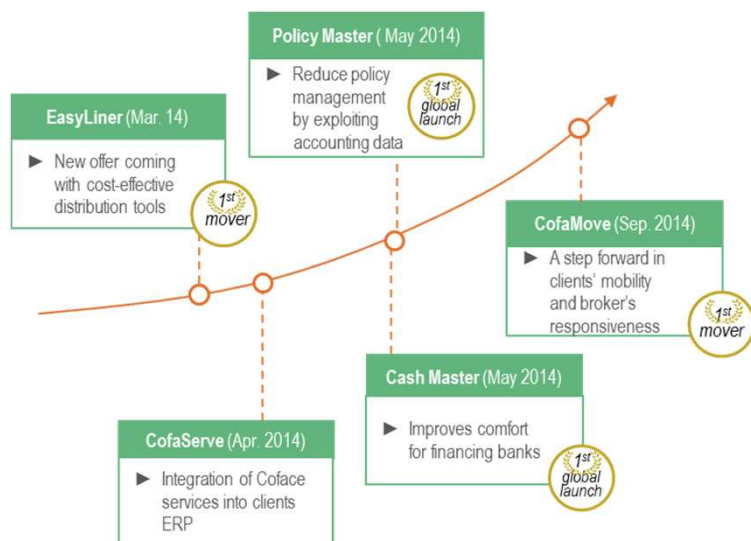 Policy Master ( May 2014)
► Reduce policy
management
by exploiting
accounting data
1st
global
launch
EasyLiner (Mar. 14)
► New offer coming
with cost-effective
distribution tools
1st
mover
CofaMove (Sep. 2014)
► A step forward in
clients' mobility
and broker's
responsiveness
1st
mover
Cash Master (May 2014)
► Improves comfort
for financing banks
1st
global
launch
CofaServe (Apr. 2014)
► Integration of Coface
services into clients
ERP